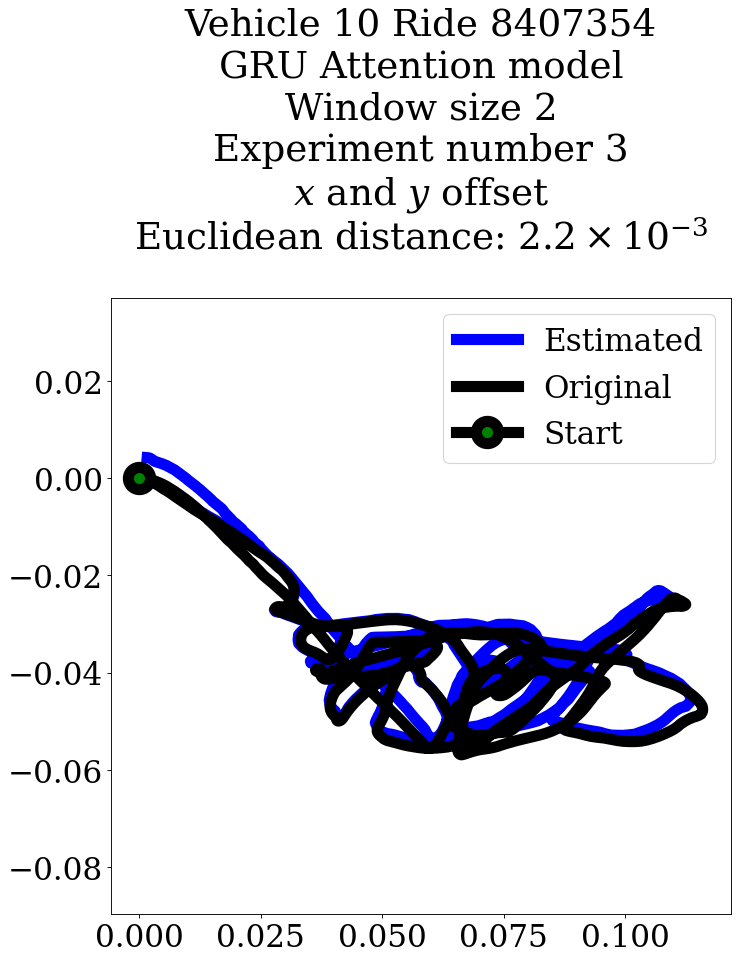 Vehicle 10 Ride 8407354
GRU Attention model
Window size 2
Experiment number 3
x and y offset
Euclidean distance: 2.2 × 10⁻³
Estimated
Original
Start
0.02
0.00
−0.02
−0.04
−0.06
−0.08
0.000 0.025 0.050 0.075 0.100